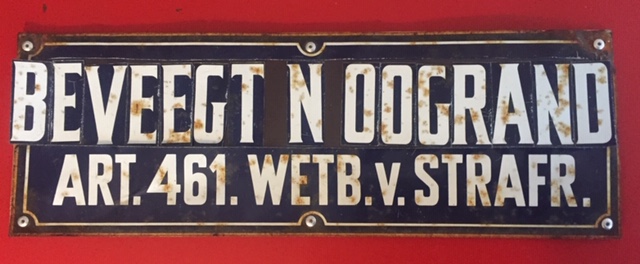 BEVEEGT N OOGRAND
ART. 461. WETB. v. STRAFR.